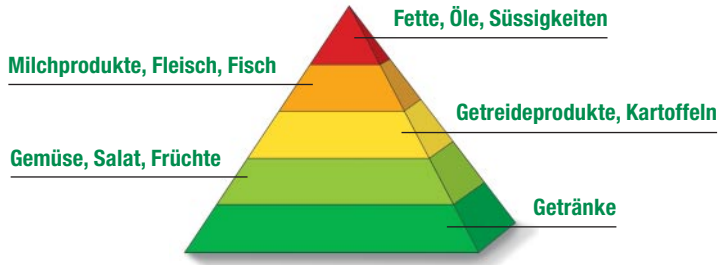 Fette, Öle, Süssigkeiten
Milchprodukte, Fleisch, Fisch
Getreideprodukte, Kartoffeln
Gemüse, Salat, Früchte
Getränke